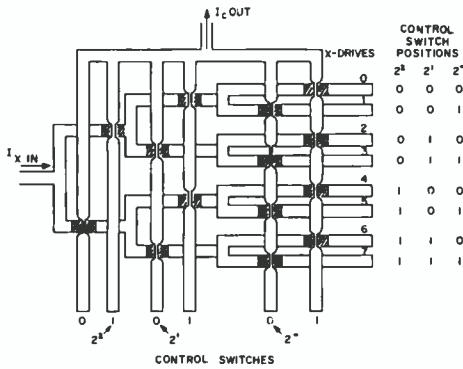 I_C OUT
X-DRIVES
CONTROL
SWITCH
POSITIONS
2² 2¹ 2°
0 0 0 0
1 0 0 1
2 0 1 0
3 0 1 1
I_X IN
4 1 0 0
5 1 0 1
6 1 1 0
7 1 1 1
0 1 0 1 0 1
2² 2¹ 2°
CONTROL SWITCHES